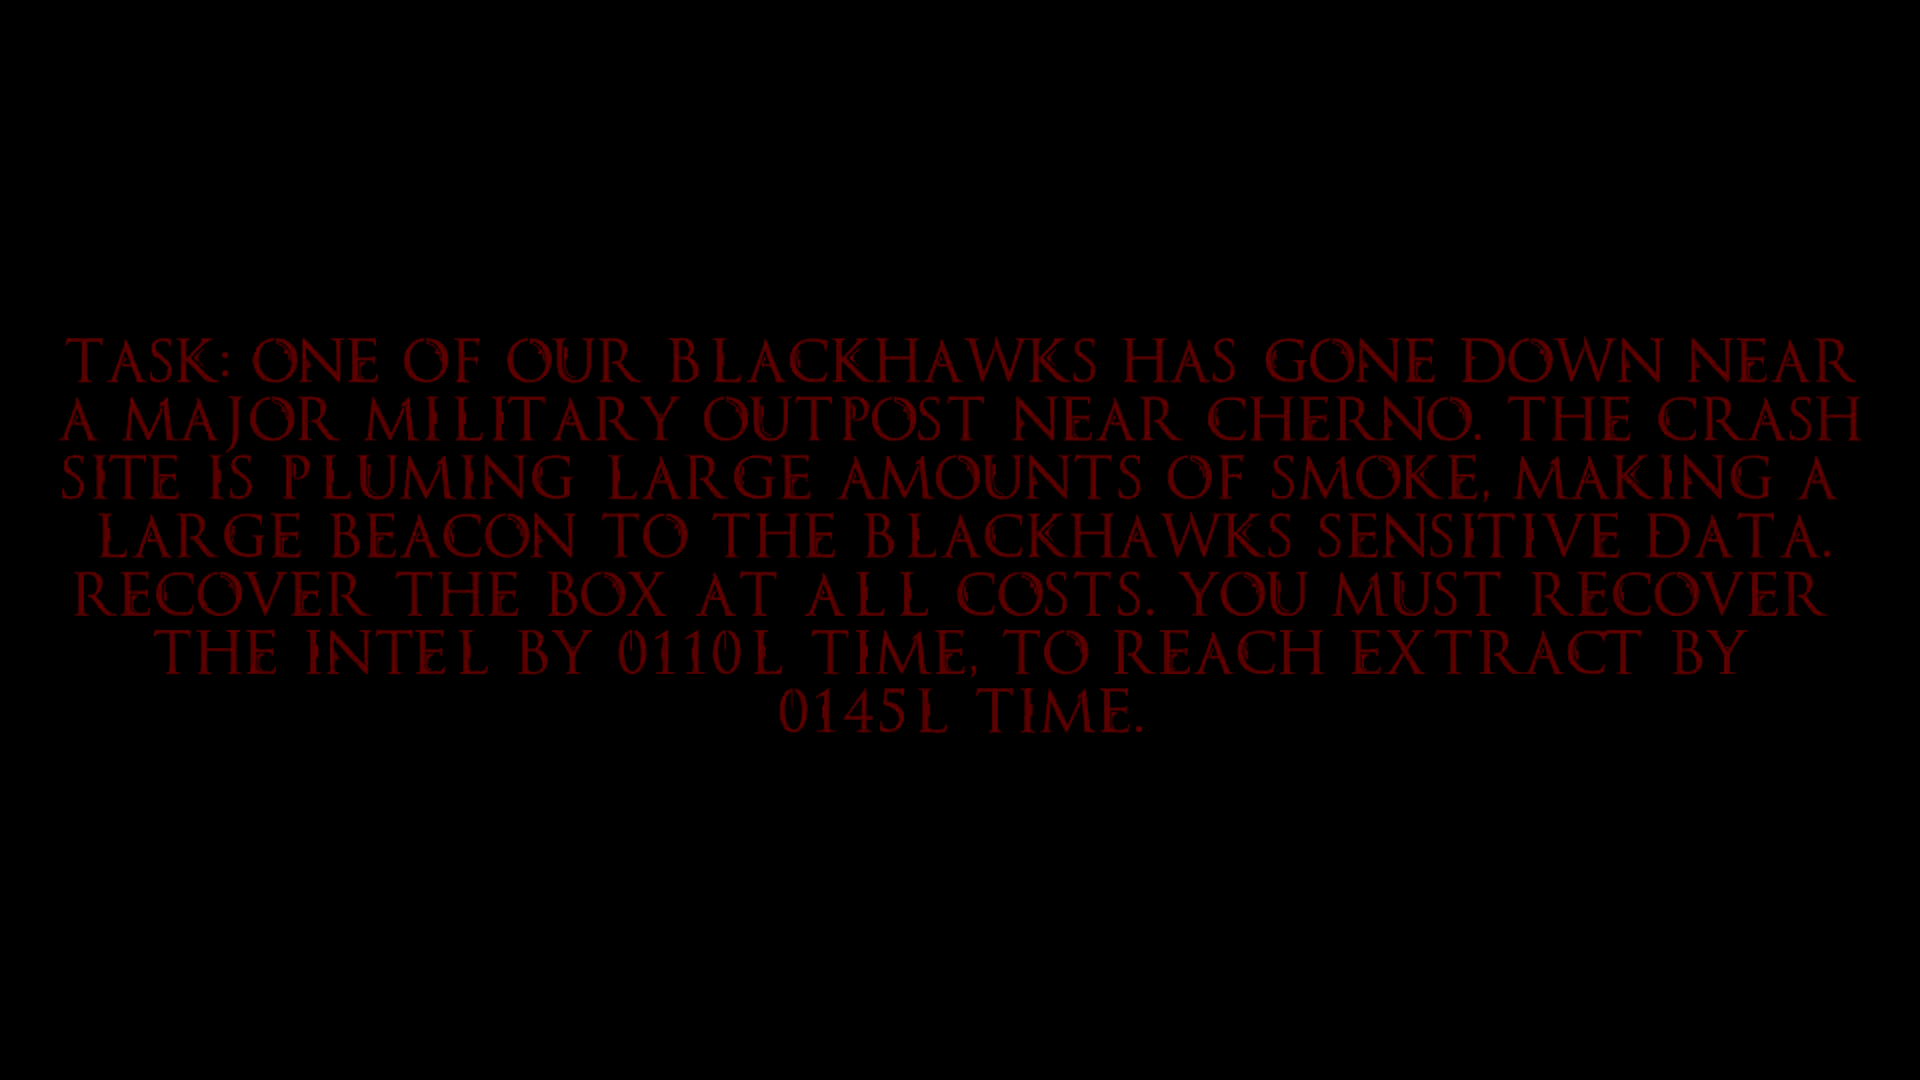 TASK: ONE OF OUR BLACKHAWKS HAS GONE DOWN NEAR
A MAJOR MILITARY OUTPOST NEAR CHERNO. THE CRASH
SITE IS PLUMING LARGE AMOUNTS OF SMOKE, MAKING A
LARGE BEACON TO THE BLACKHAWKS SENSITIVE DATA.
RECOVER THE BOX AT ALL COSTS. YOU MUST RECOVER
THE INTEL BY 0110L TIME, TO REACH EXTRACT BY
0145L TIME.